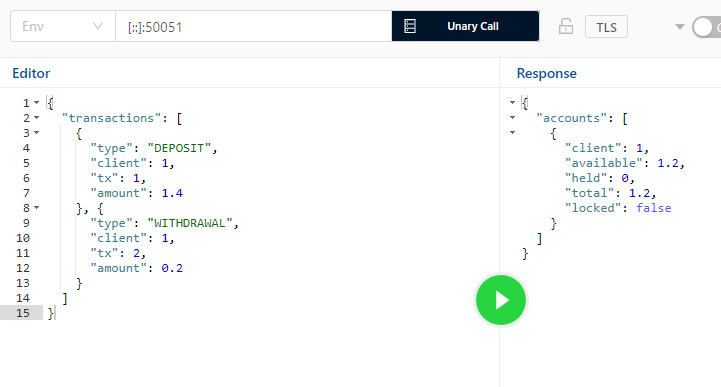 Env [::]:50051 Unary Call TLS
Editor
1 {
2 "transactions": [
3 {
4 "type": "DEPOSIT",
5 "client": 1,
6 "tx": 1,
7 "amount": 1.4
8 }, {
9 "type": "WITHDRAWAL",
10 "client": 1,
11 "tx": 2,
12 "amount": 0.2
13 }
14 ]
15 }
Response
{
"accounts": [
{
"client": 1,
"available": 1.2,
"held": 0,
"total": 1.2,
"locked": false
}
]
}